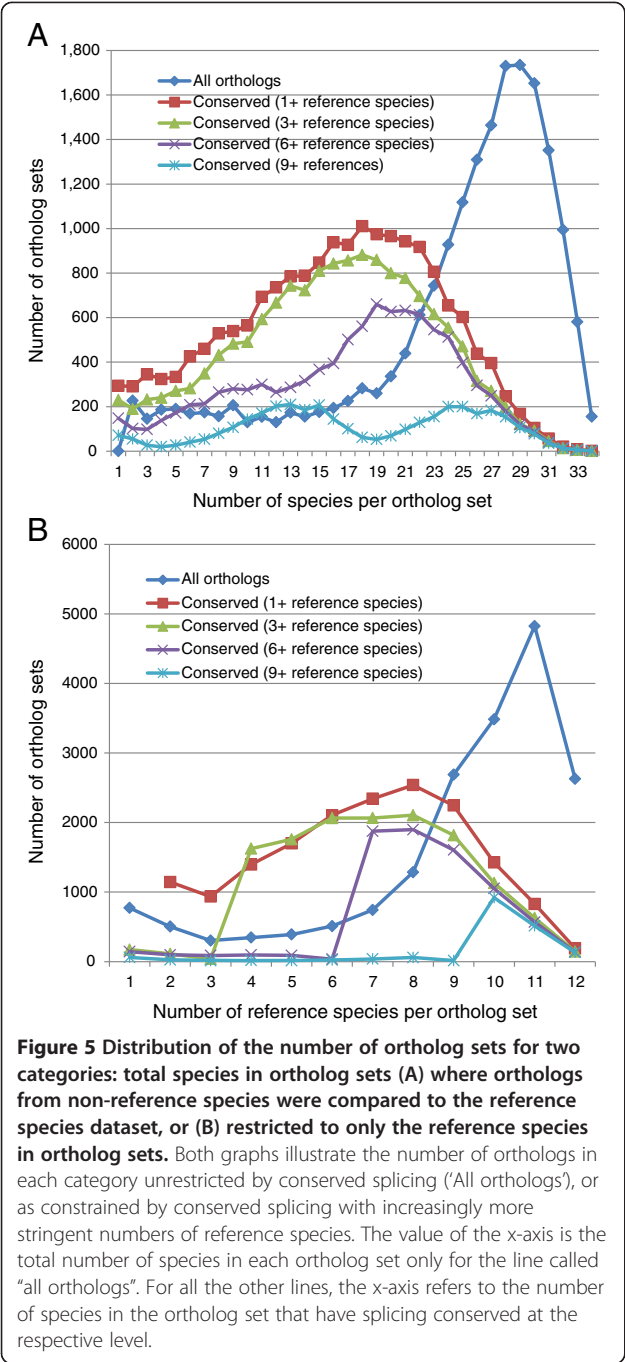 A
1,800
1,600
1,400
1,200
1,000
800
600
400
200
0
Number of ortholog sets
All orthologs
Conserved (1+ reference species)
Conserved (3+ reference species)
Conserved (6+ reference species)
Conserved (9+ references)
1 3 5 7 9 11 13 15 17 19 21 23 25 27 29 31 33
Number of species per ortholog set
B
6000
5000
4000
3000
2000
1000
0
Number of ortholog sets
All orthologs
Conserved (1+ reference species)
Conserved (3+ reference species)
Conserved (6+ reference species)
Conserved (9+ reference species)
1 2 3 4 5 6 7 8 9 10 11 12
Number of reference species per ortholog set
Figure 5 Distribution of the number of ortholog sets for two
categories: total species in ortholog sets (A) where orthologs
from non-reference species were compared to the reference
species dataset, or (B) restricted to only the reference species
in ortholog sets. Both graphs illustrate the number of orthologs in
each category unrestricted by conserved splicing ('All orthologs'), or
as constrained by conserved splicing with increasingly more
stringent numbers of reference species. The value of the x-axis is the
total number of species in each ortholog set only for the line called
"all orthologs". For all the other lines, the x-axis refers to the number
of species in the ortholog set that have splicing conserved at the
respective level.